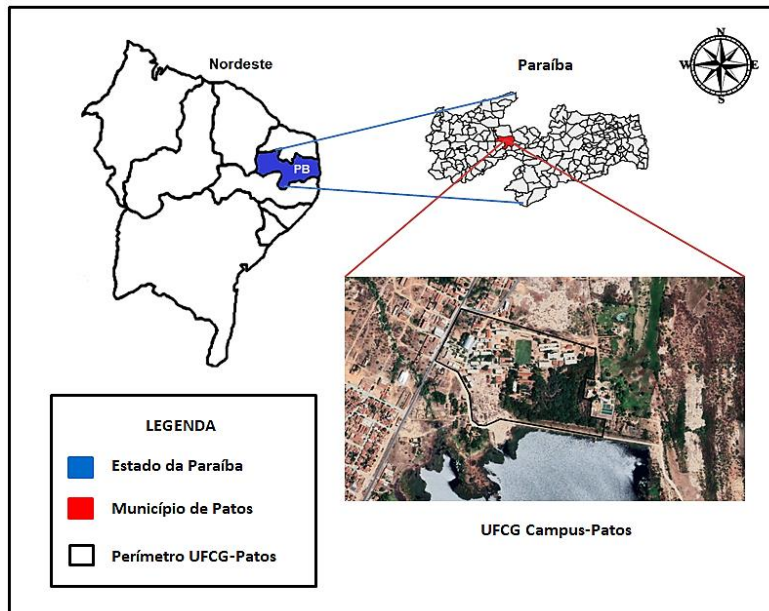 Nordeste
Paraíba
N
W E
S
PB
LEGENDA
Estado da Paraíba
Município de Patos
Perímetro UFCG-Patos
UFCG Campus-Patos